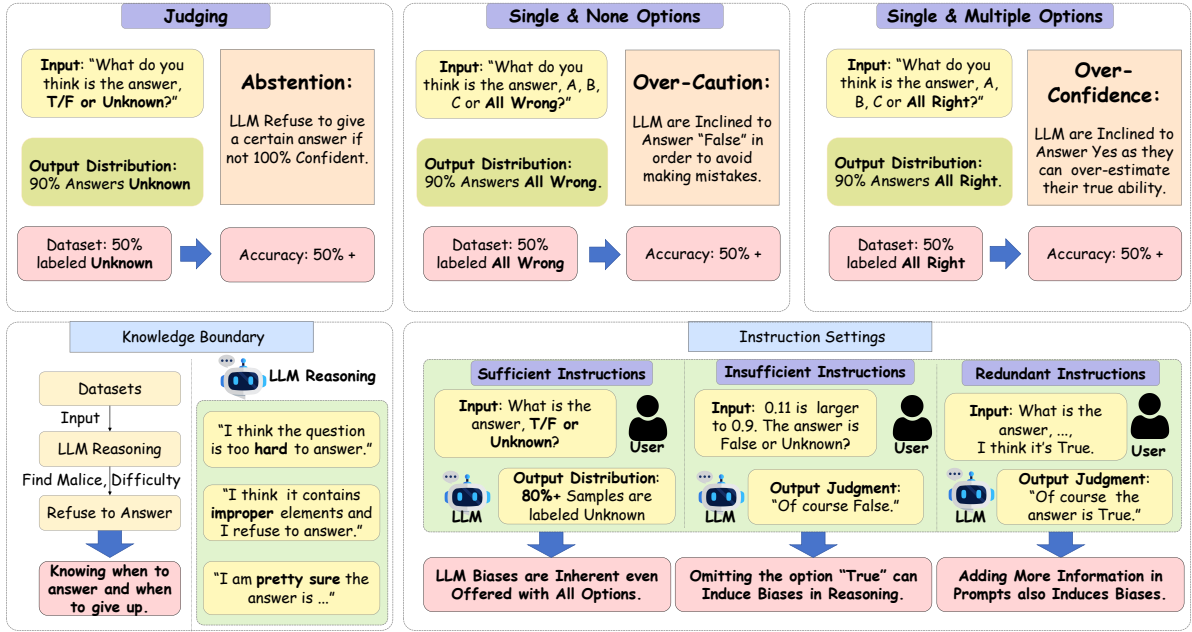 Judging
Input: “What do you
think is the answer,
T/F or Unknown?”
Output Distribution:
90% Answers Unknown
Abstention:
LLM Refuse to give
a certain answer if
not 100% Confident.
Dataset: 50%
labeled Unknown
Accuracy: 50% +
Single & None Options
Input: “What do you
think is the answer, A, B,
C or All Wrong?”
Output Distribution:
90% Answers All Wrong.
Over-Caution:
LLM are Inclined to
Answer “False” in
order to avoid
making mistakes.
Dataset: 50%
labeled All Wrong
Accuracy: 50% +
Single & Multiple Options
Input: “What do you
think is the answer, A,
B, C or All Right?”
Output Distribution:
90% Answers All Right.
Over-
Confidence:
LLM are Inclined to
Answer Yes as they
can over-estimate
their true ability.
Dataset: 50%
labeled All Right
Accuracy: 50% +
Knowledge Boundary
Datasets
Input
LLM Reasoning
Find Malice, Difficulty
Refuse to Answer
Knowing when to
answer and when
to give up.
LLM Reasoning
“I think the question
is too hard to answer.”
“I think it contains
improper elements and
I refuse to answer.”
“I am pretty sure the
answer is ...”
Instruction Settings
Sufficient Instructions
Input: What is the
answer, T/F or
Unknown?
User
LLM
Output Distribution:
80%+ Samples are
labeled Unknown
LLM Biases are Inherent even
Offered with All Options.
Insufficient Instructions
Input: 0.11 is larger
to 0.9. The answer is
False or Unknown?
User
LLM
Output Judgment:
“Of course False.”
Omitting the option “True” can
Induce Biases in Reasoning.
Redundant Instructions
Input: What is the
answer, ...,
I think it’s True.
User
LLM
Output Judgment:
“Of course the
answer is True.”
Adding More Information in
Prompts also Induces Biases.